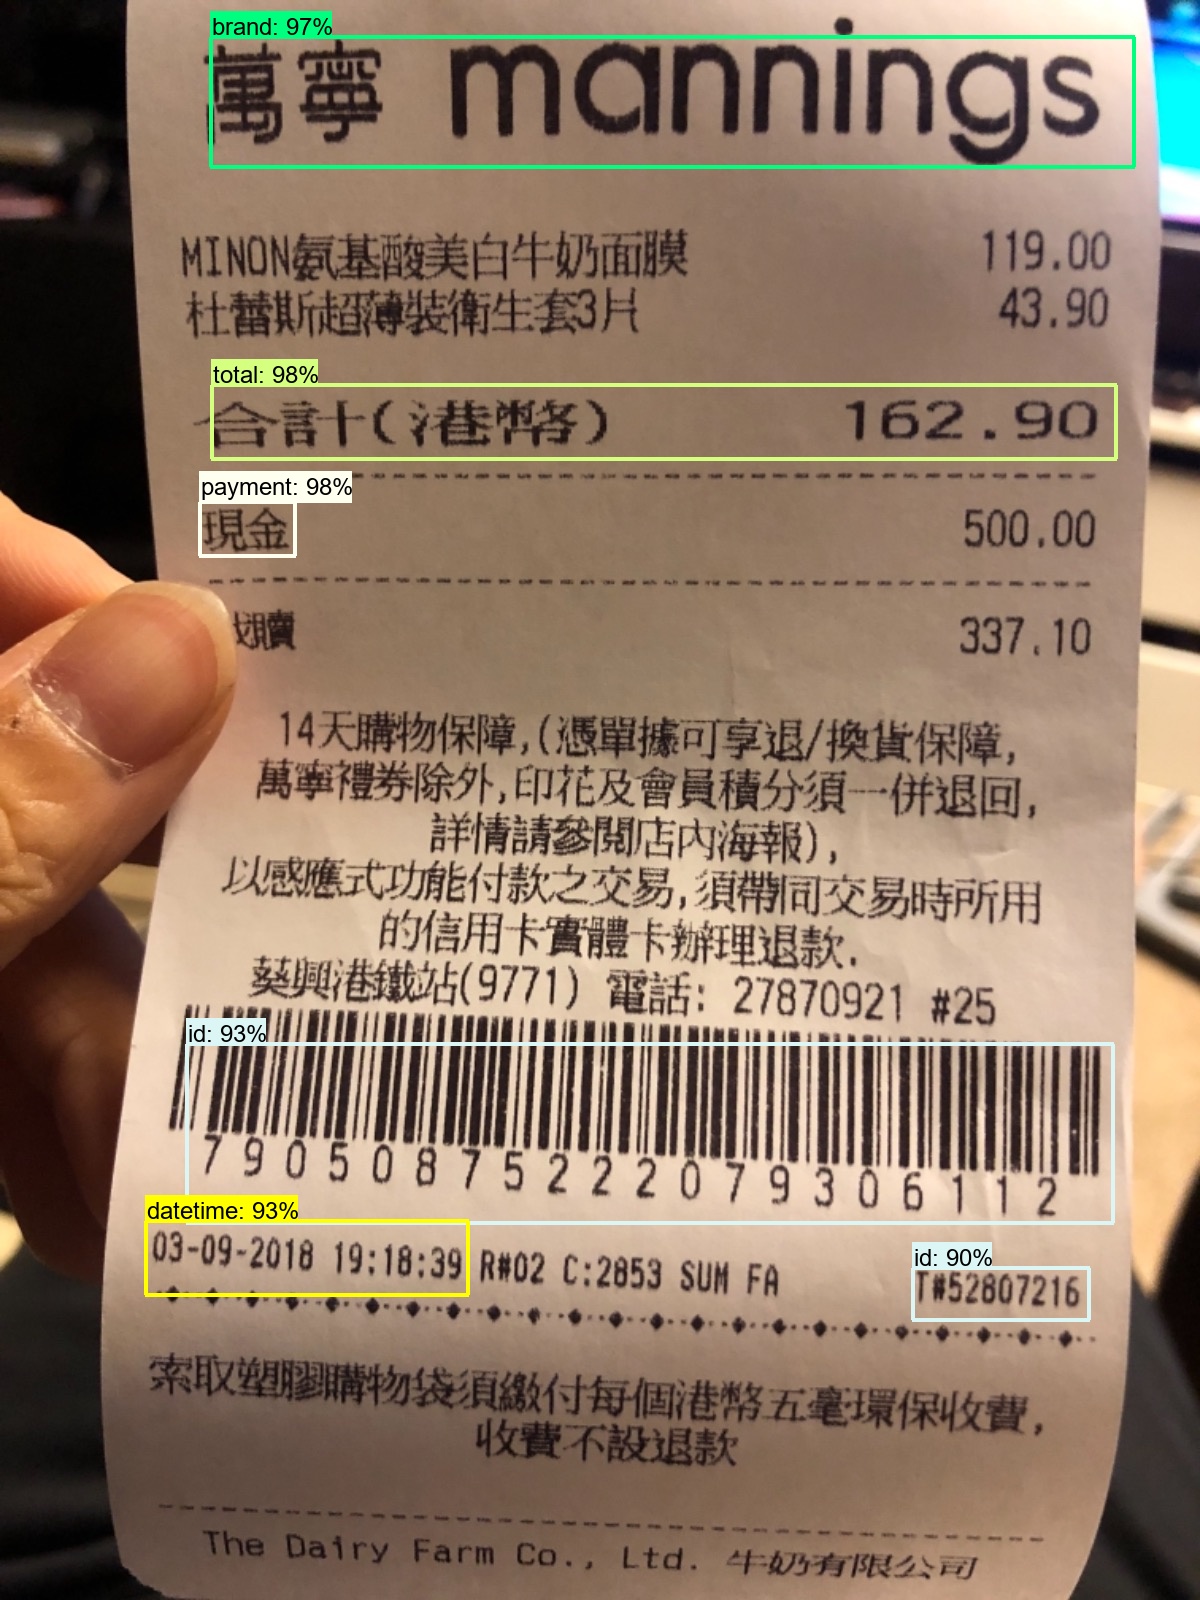 brand: 97%
萬寧 mannings
MINON氨基酸美白牛奶面膜 119.00
杜蕾斯超薄裝衛生套3片 43.90
total: 98%
合計(港幣) 162.90
payment: 98%
現金 500.00
找贖 337.10
14天購物保障,(憑單據可享退/換貨保障,
萬寧禮券除外,印花及會員積分須一併退回,
詳情請參閱店內海報),
以感應式功能付款之交易,須帶同交易時所用
的信用卡實體卡辦理退款.
葵興港鐵站(9771) 電話: 27870921 #25
id: 93%
79050875222079306112
datetime: 93%
id: 90%
03-09-2018 19:18:39 R#02 C:2853 SUM FA T#52807216
索取塑膠購物袋須繳付每個港幣五毫環保收費,
收費不設退款
The Dairy Farm Co., Ltd. 牛奶有限公司